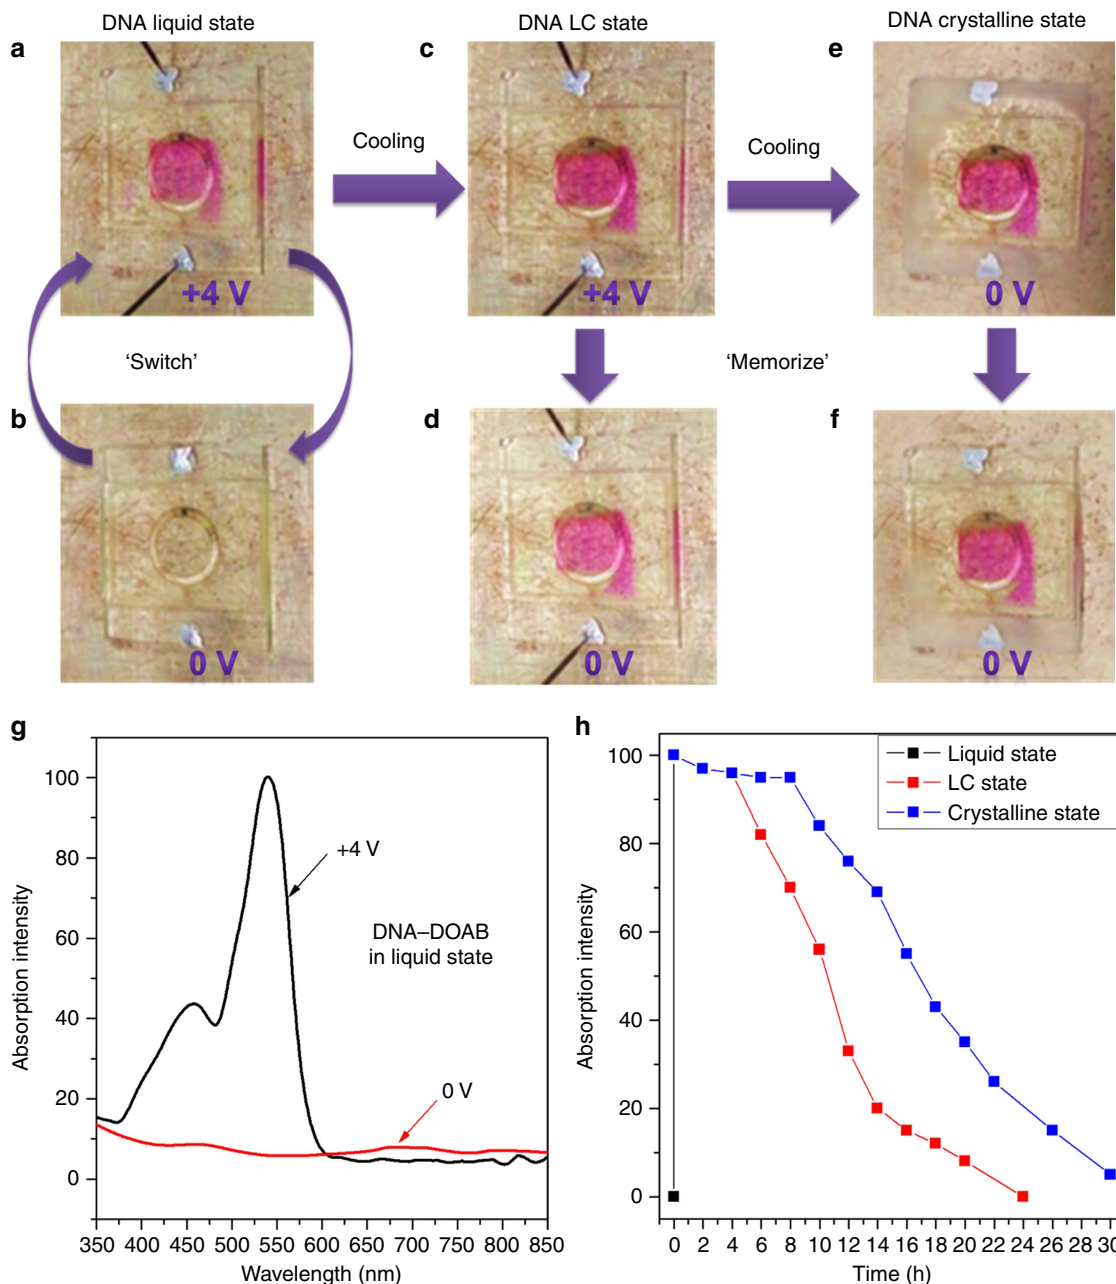 DNA liquid state
DNA LC state
DNA crystalline state
a
c
e
Cooling
Cooling
+4 V
+4 V
0 V
‘Switch’
‘Memorize’
b
d
f
0 V
0 V
0 V
g
h
Absorption intensity
100
80
60
40
20
0
+4 V
DNA–DOAB
in liquid state
0 V
350 400 450 500 550 600 650 700 750 800 850
Wavelength (nm)
Absorption intensity
100
80
60
40
20
0
Liquid state
LC state
Crystalline state
0 2 4 6 8 10 12 14 16 18 20 22 24 26 28 30
Time (h)